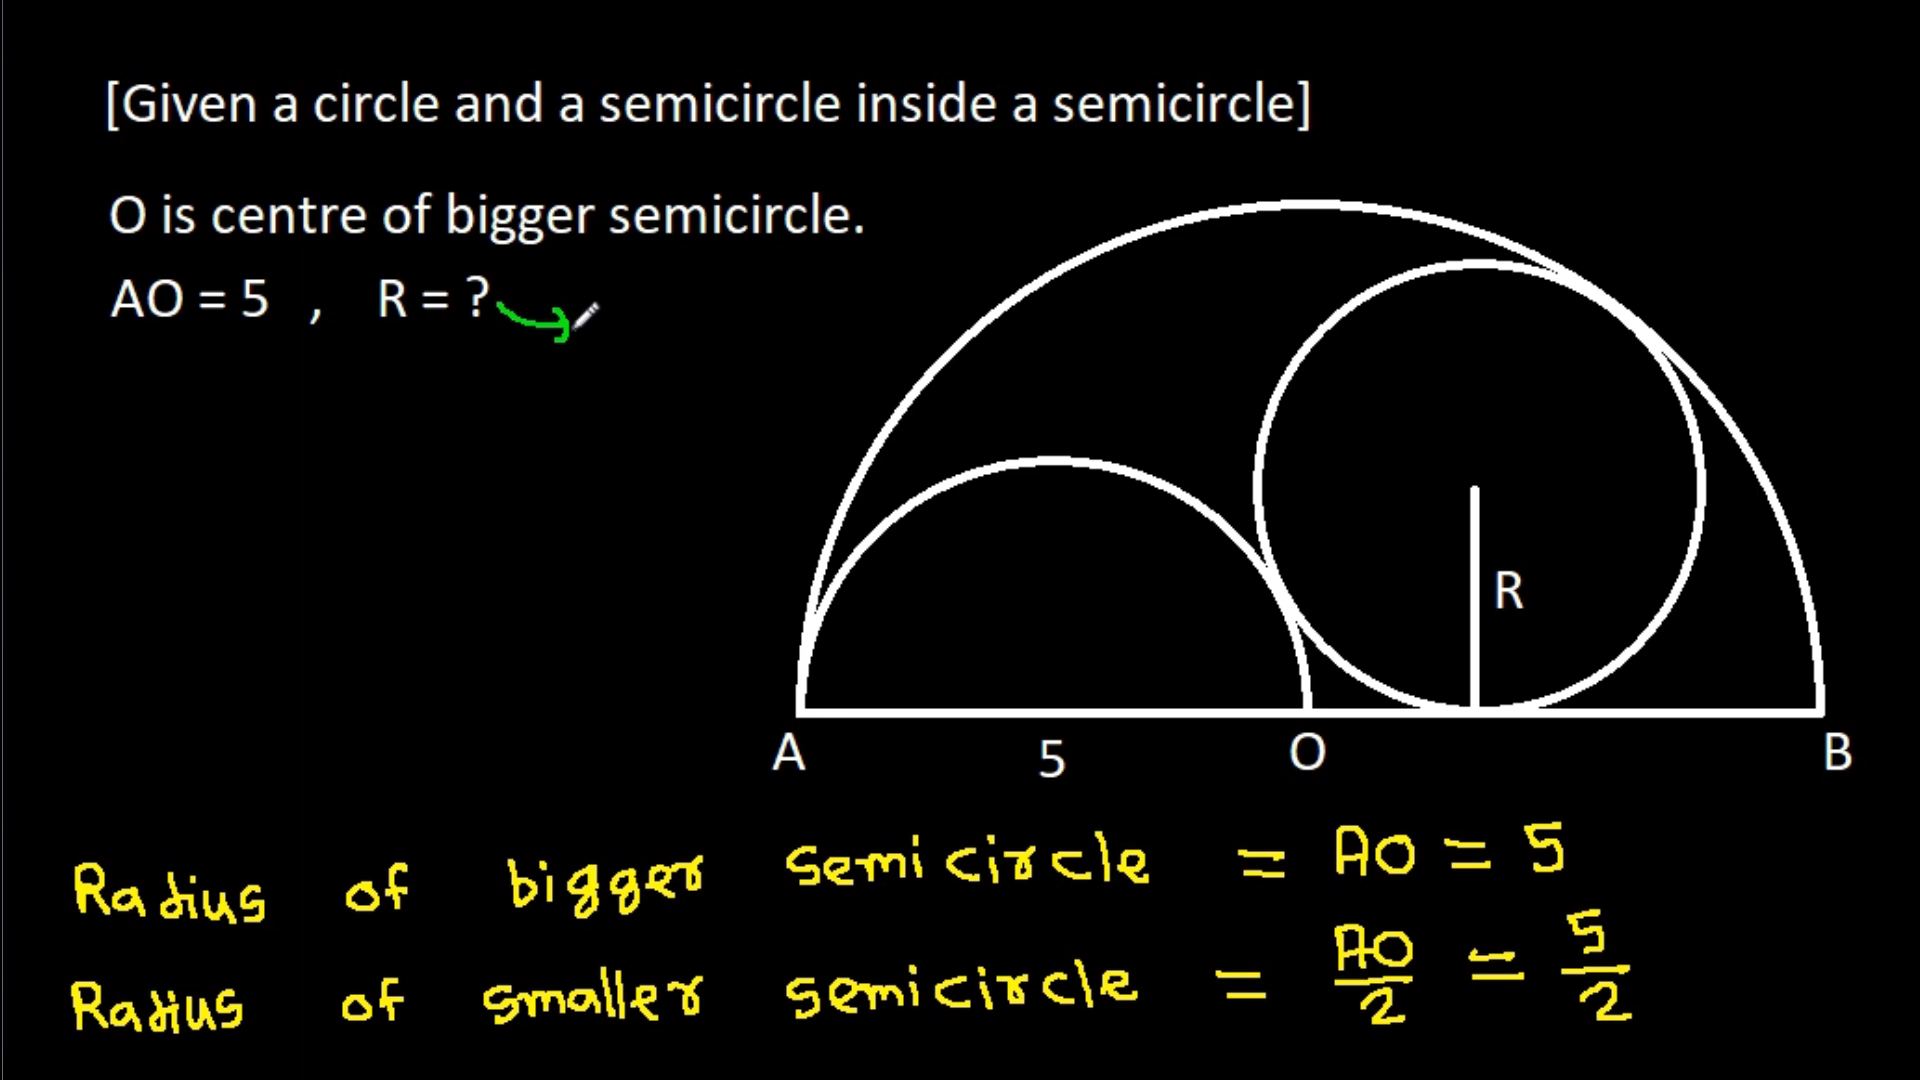 [Given a circle and a semicircle inside a semicircle]
O is centre of bigger semicircle.
AO = 5 , R = ?
R
A 5 O B
Radius of bigger semicircle = AO = 5
Radius of smaller semicircle = AO/2 = 5/2